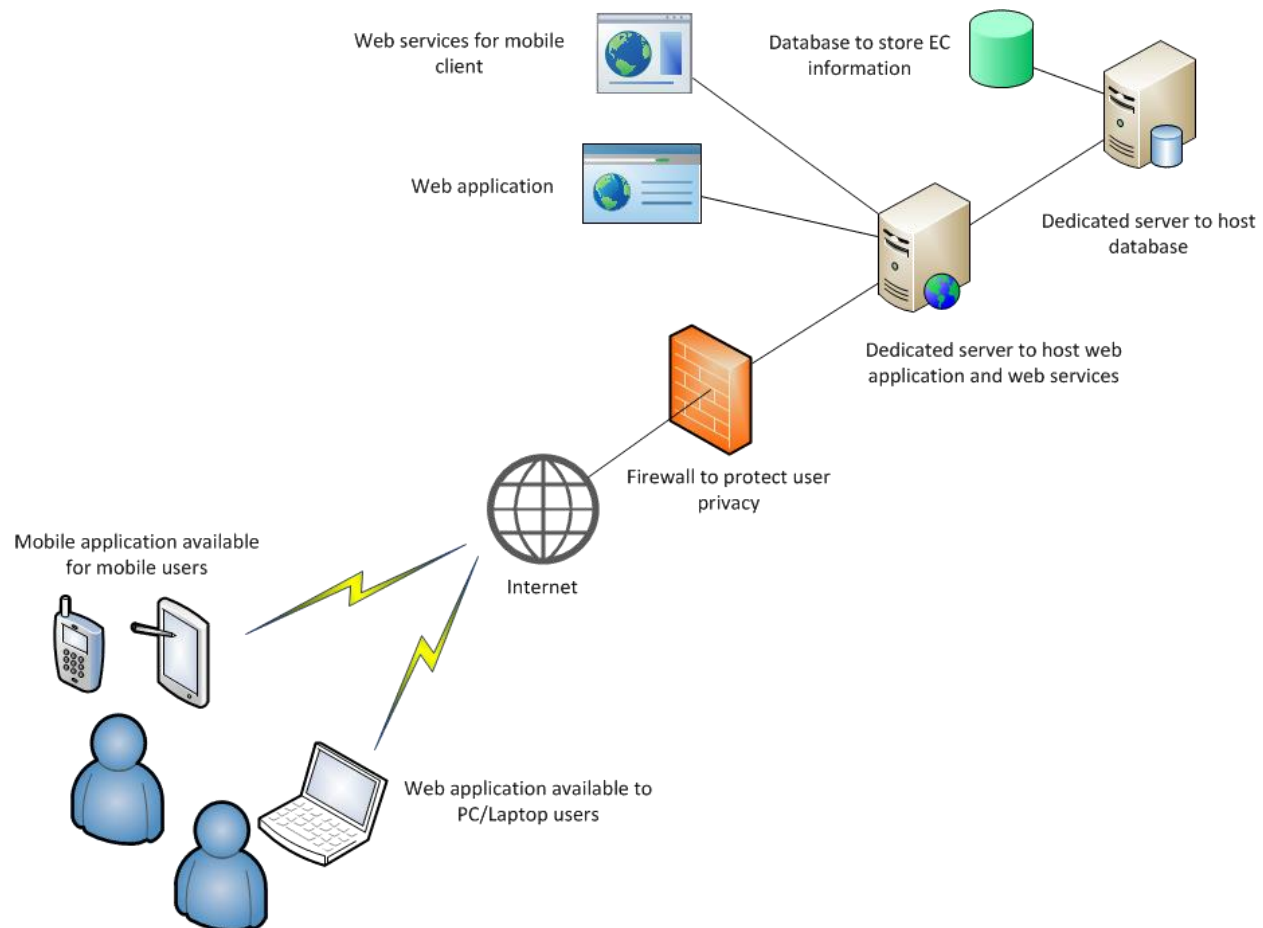 Web services for mobile
client
Database to store EC
information
Web application
Dedicated server to host
database
Dedicated server to host web
application and web services
Firewall to protect user
privacy
Internet
Mobile application available
for mobile users
Web application available to
PC/Laptop users